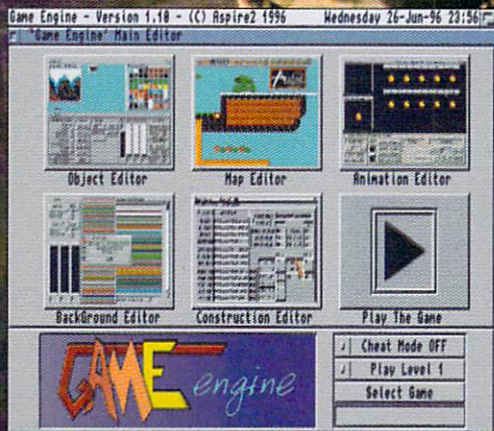 Game Engine - Version 1.10 - (C) Aspire2 1996 Wednesday 26-Jun-96 23:56
'Game Engine' Main Editor
Object Editor Map Editor Animation Editor
BackGround Editor Construction Editor Play The Game
GAME engine
Cheat Mode OFF
Play Level 1
Select Game